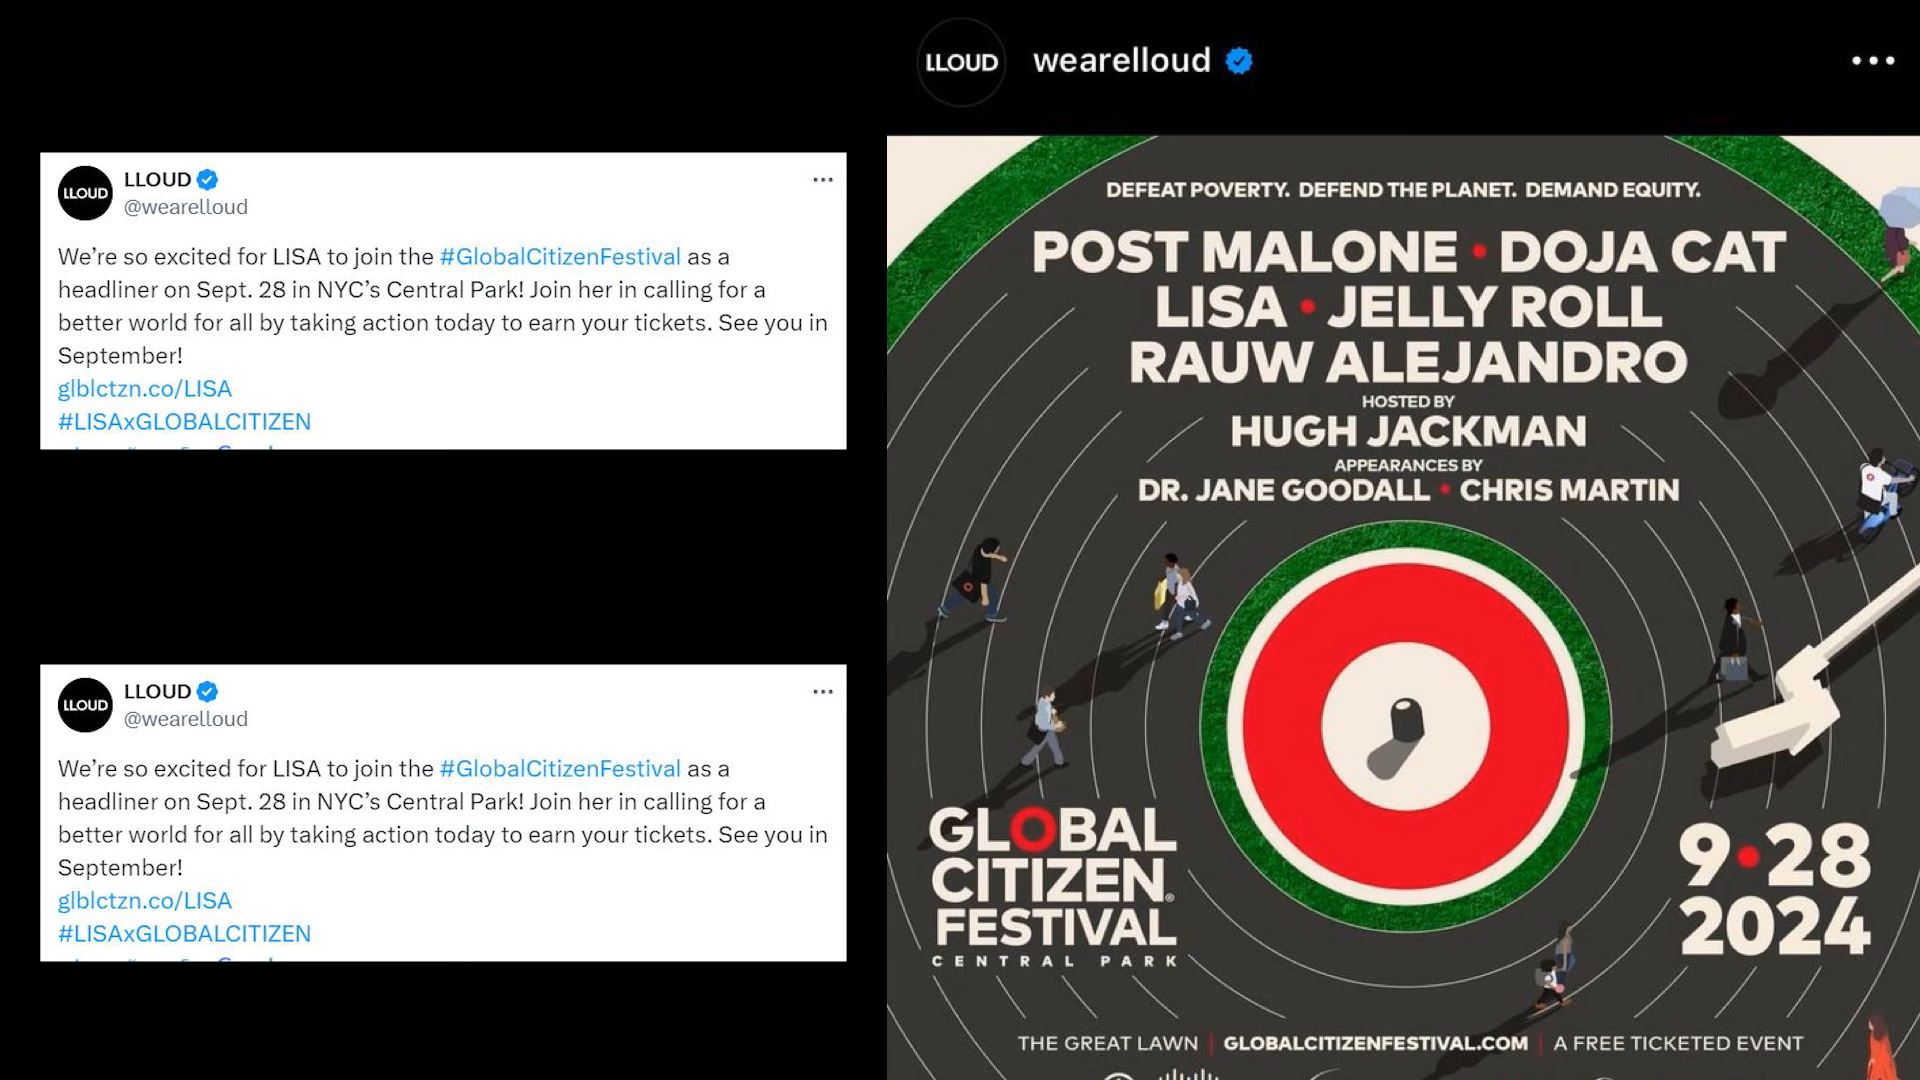 LLOUD
LLOUD
@wearelloud
We're so excited for LISA to join the #GlobalCitizenFestival as a
headliner on Sept. 28 in NYC's Central Park! Join her in calling for a
better world for all by taking action today to earn your tickets. See you in
September!
glblctzn.co/LISA
#LISAxGLOBALCITIZEN
LLOUD
LLOUD
@wearelloud
We're so excited for LISA to join the #GlobalCitizenFestival as a
headliner on Sept. 28 in NYC's Central Park! Join her in calling for a
better world for all by taking action today to earn your tickets. See you in
September!
glblctzn.co/LISA
#LISAxGLOBALCITIZEN
LLOUD wearelloud
DEFEAT POVERTY. DEFEND THE PLANET. DEMAND EQUITY.
POST MALONE • DOJA CAT
LISA • JELLY ROLL
RAUW ALEJANDRO
HOSTED BY
HUGH JACKMAN
APPEARANCES BY
DR. JANE GOODALL • CHRIS MARTIN
GLOBAL
CITIZEN®
FESTIVAL
CENTRAL PARK
9•28
2024
THE GREAT LAWN | GLOBALCITIZENFESTIVAL.COM | A FREE TICKETED EVENT